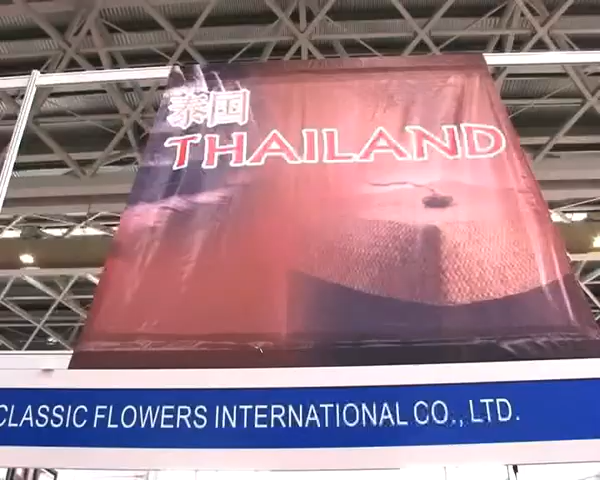 泰国
THAILAND
CLASSIC FLOWERS INTERNATIONAL CO., LTD.